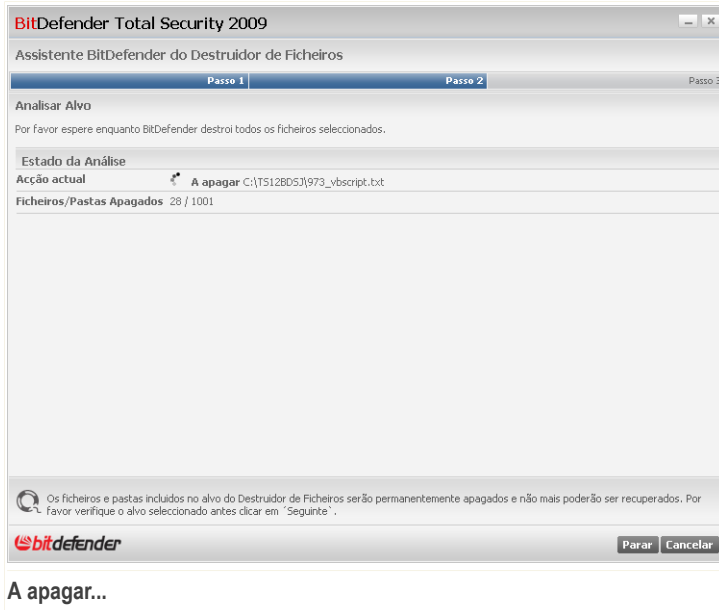 BitDefender Total Security 2009
Assistente BitDefender do Destruidor de Ficheiros
Passo 1 Passo 2 Passo 3
Analisar Alvo
Por favor espere enquanto BitDefender destroi todos os ficheiros seleccionados.
Estado da Análise
Acção actual A apagar C:\TS12BDSJ\973_vbscript.txt
Ficheiros/Pastas Apagados 28 / 1001
Os ficheiros e pastas incluidos no alvo do Destruidor de Ficheiros serão permanentemente apagados e não mais poderão ser recuperados. Por
favor verifique o alvo seleccionado antes clicar em ´Seguinte`.
bitdefender Parar Cancelar
A apagar...